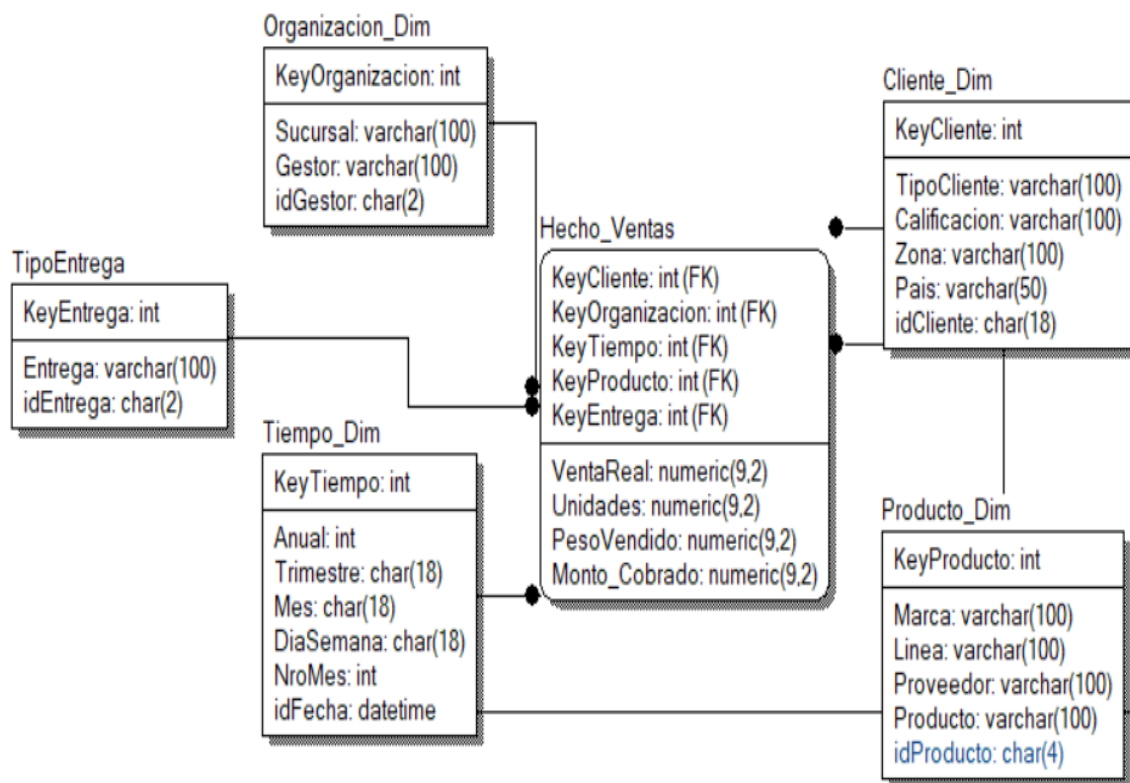 Organizacion_Dim
KeyOrganizacion: int
Sucursal: varchar(100)
Gestor: varchar(100)
idGestor: char(2)
Cliente_Dim
KeyCliente: int
TipoCliente: varchar(100)
Calificacion: varchar(100)
Zona: varchar(100)
Pais: varchar(50)
idCliente: char(18)
TipoEntrega
KeyEntrega: int
Entrega: varchar(100)
idEntrega: char(2)
Hecho_Ventas
KeyCliente: int (FK)
KeyOrganizacion: int (FK)
KeyTiempo: int (FK)
KeyProducto: int (FK)
KeyEntrega: int (FK)
VentaReal: numeric(9,2)
Unidades: numeric(9,2)
PesoVendido: numeric(9,2)
Monto_Cobrado: numeric(9,2)
Tiempo_Dim
KeyTiempo: int
Anual: int
Trimestre: char(18)
Mes: char(18)
DiaSemana: char(18)
NroMes: int
idFecha: datetime
Producto_Dim
KeyProducto: int
Marca: varchar(100)
Linea: varchar(100)
Proveedor: varchar(100)
Producto: varchar(100)
idProducto: char(4)